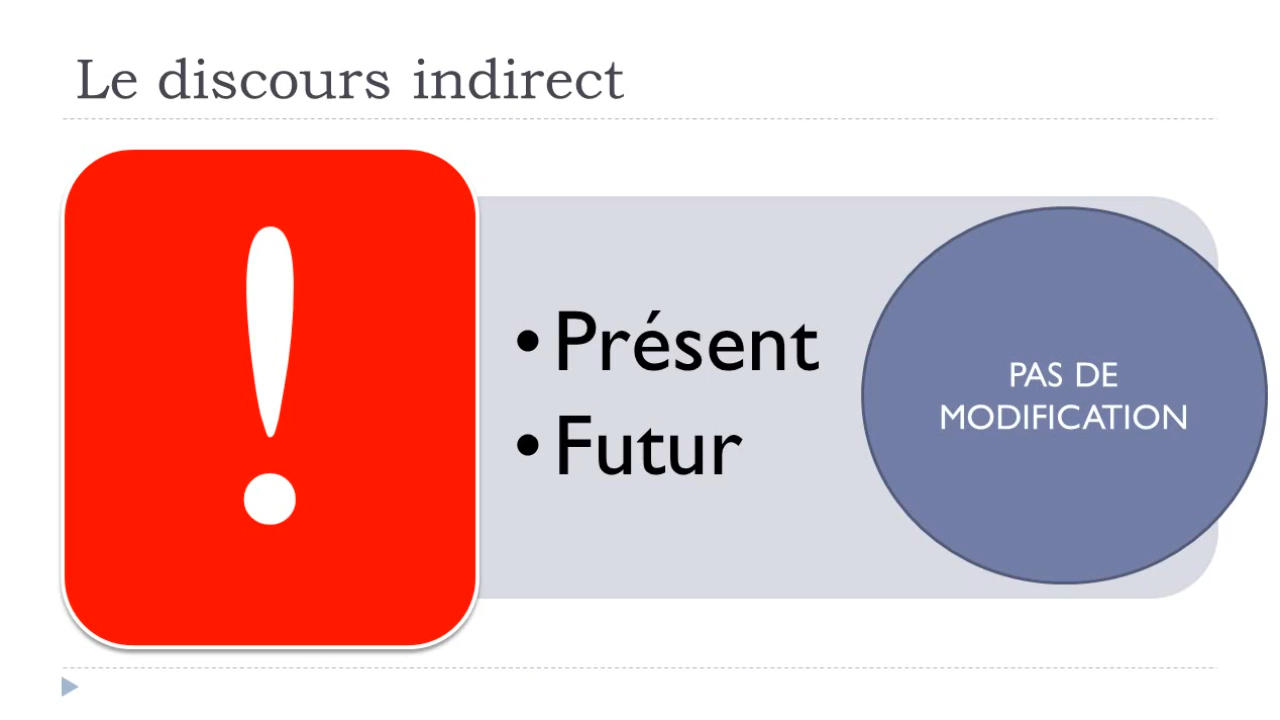 Le discours indirect
!
• Présent
• Futur
PAS DE
MODIFICATION